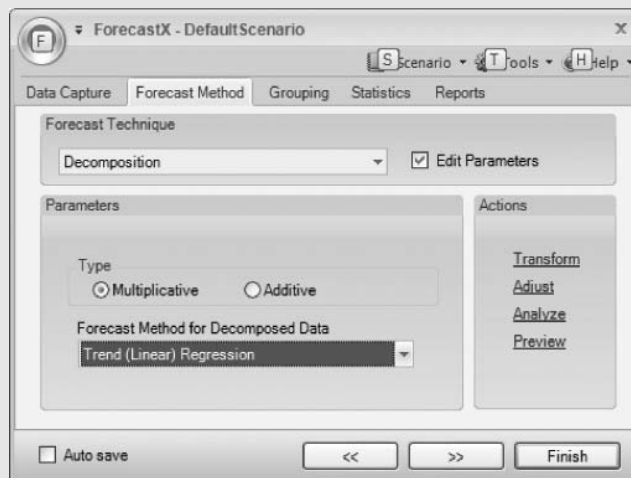 F
ForecastX - DefaultScenario
X
S Scenario T Tools H Help
Data Capture Forecast Method Grouping Statistics Reports
Forecast Technique
Decomposition Edit Parameters
Parameters
Type
Multiplicative Additive
Forecast Method for Decomposed Data
Trend (Linear) Regression
Actions
Transform
Adjust
Analyze
Preview
Auto save << >> Finish